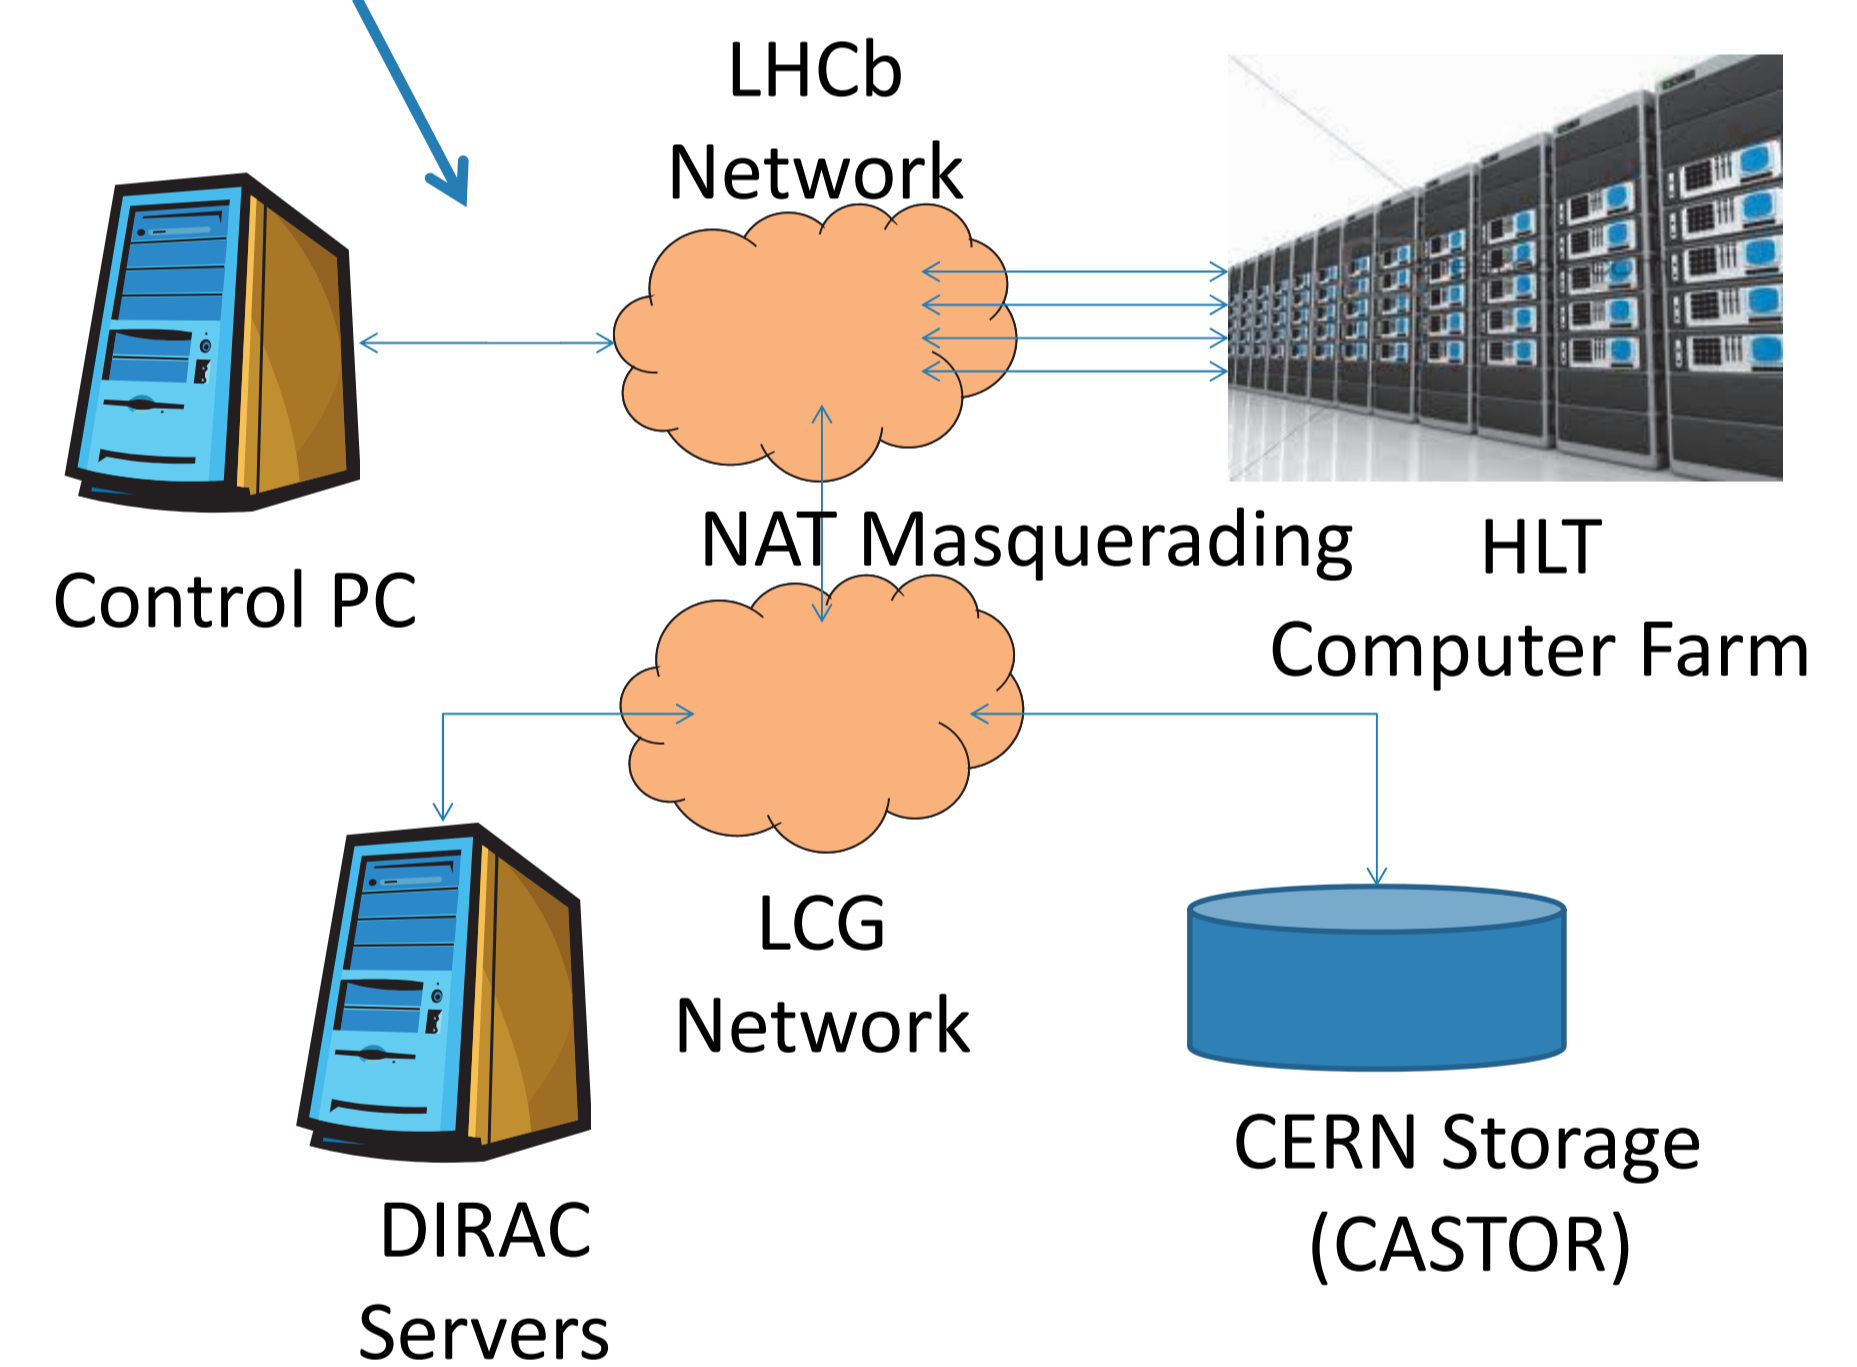 LHCb
Network
NAT Masquerading
HLT
Computer Farm
Control PC
LCG
Network
CERN Storage
(CASTOR)
DIRAC
Servers